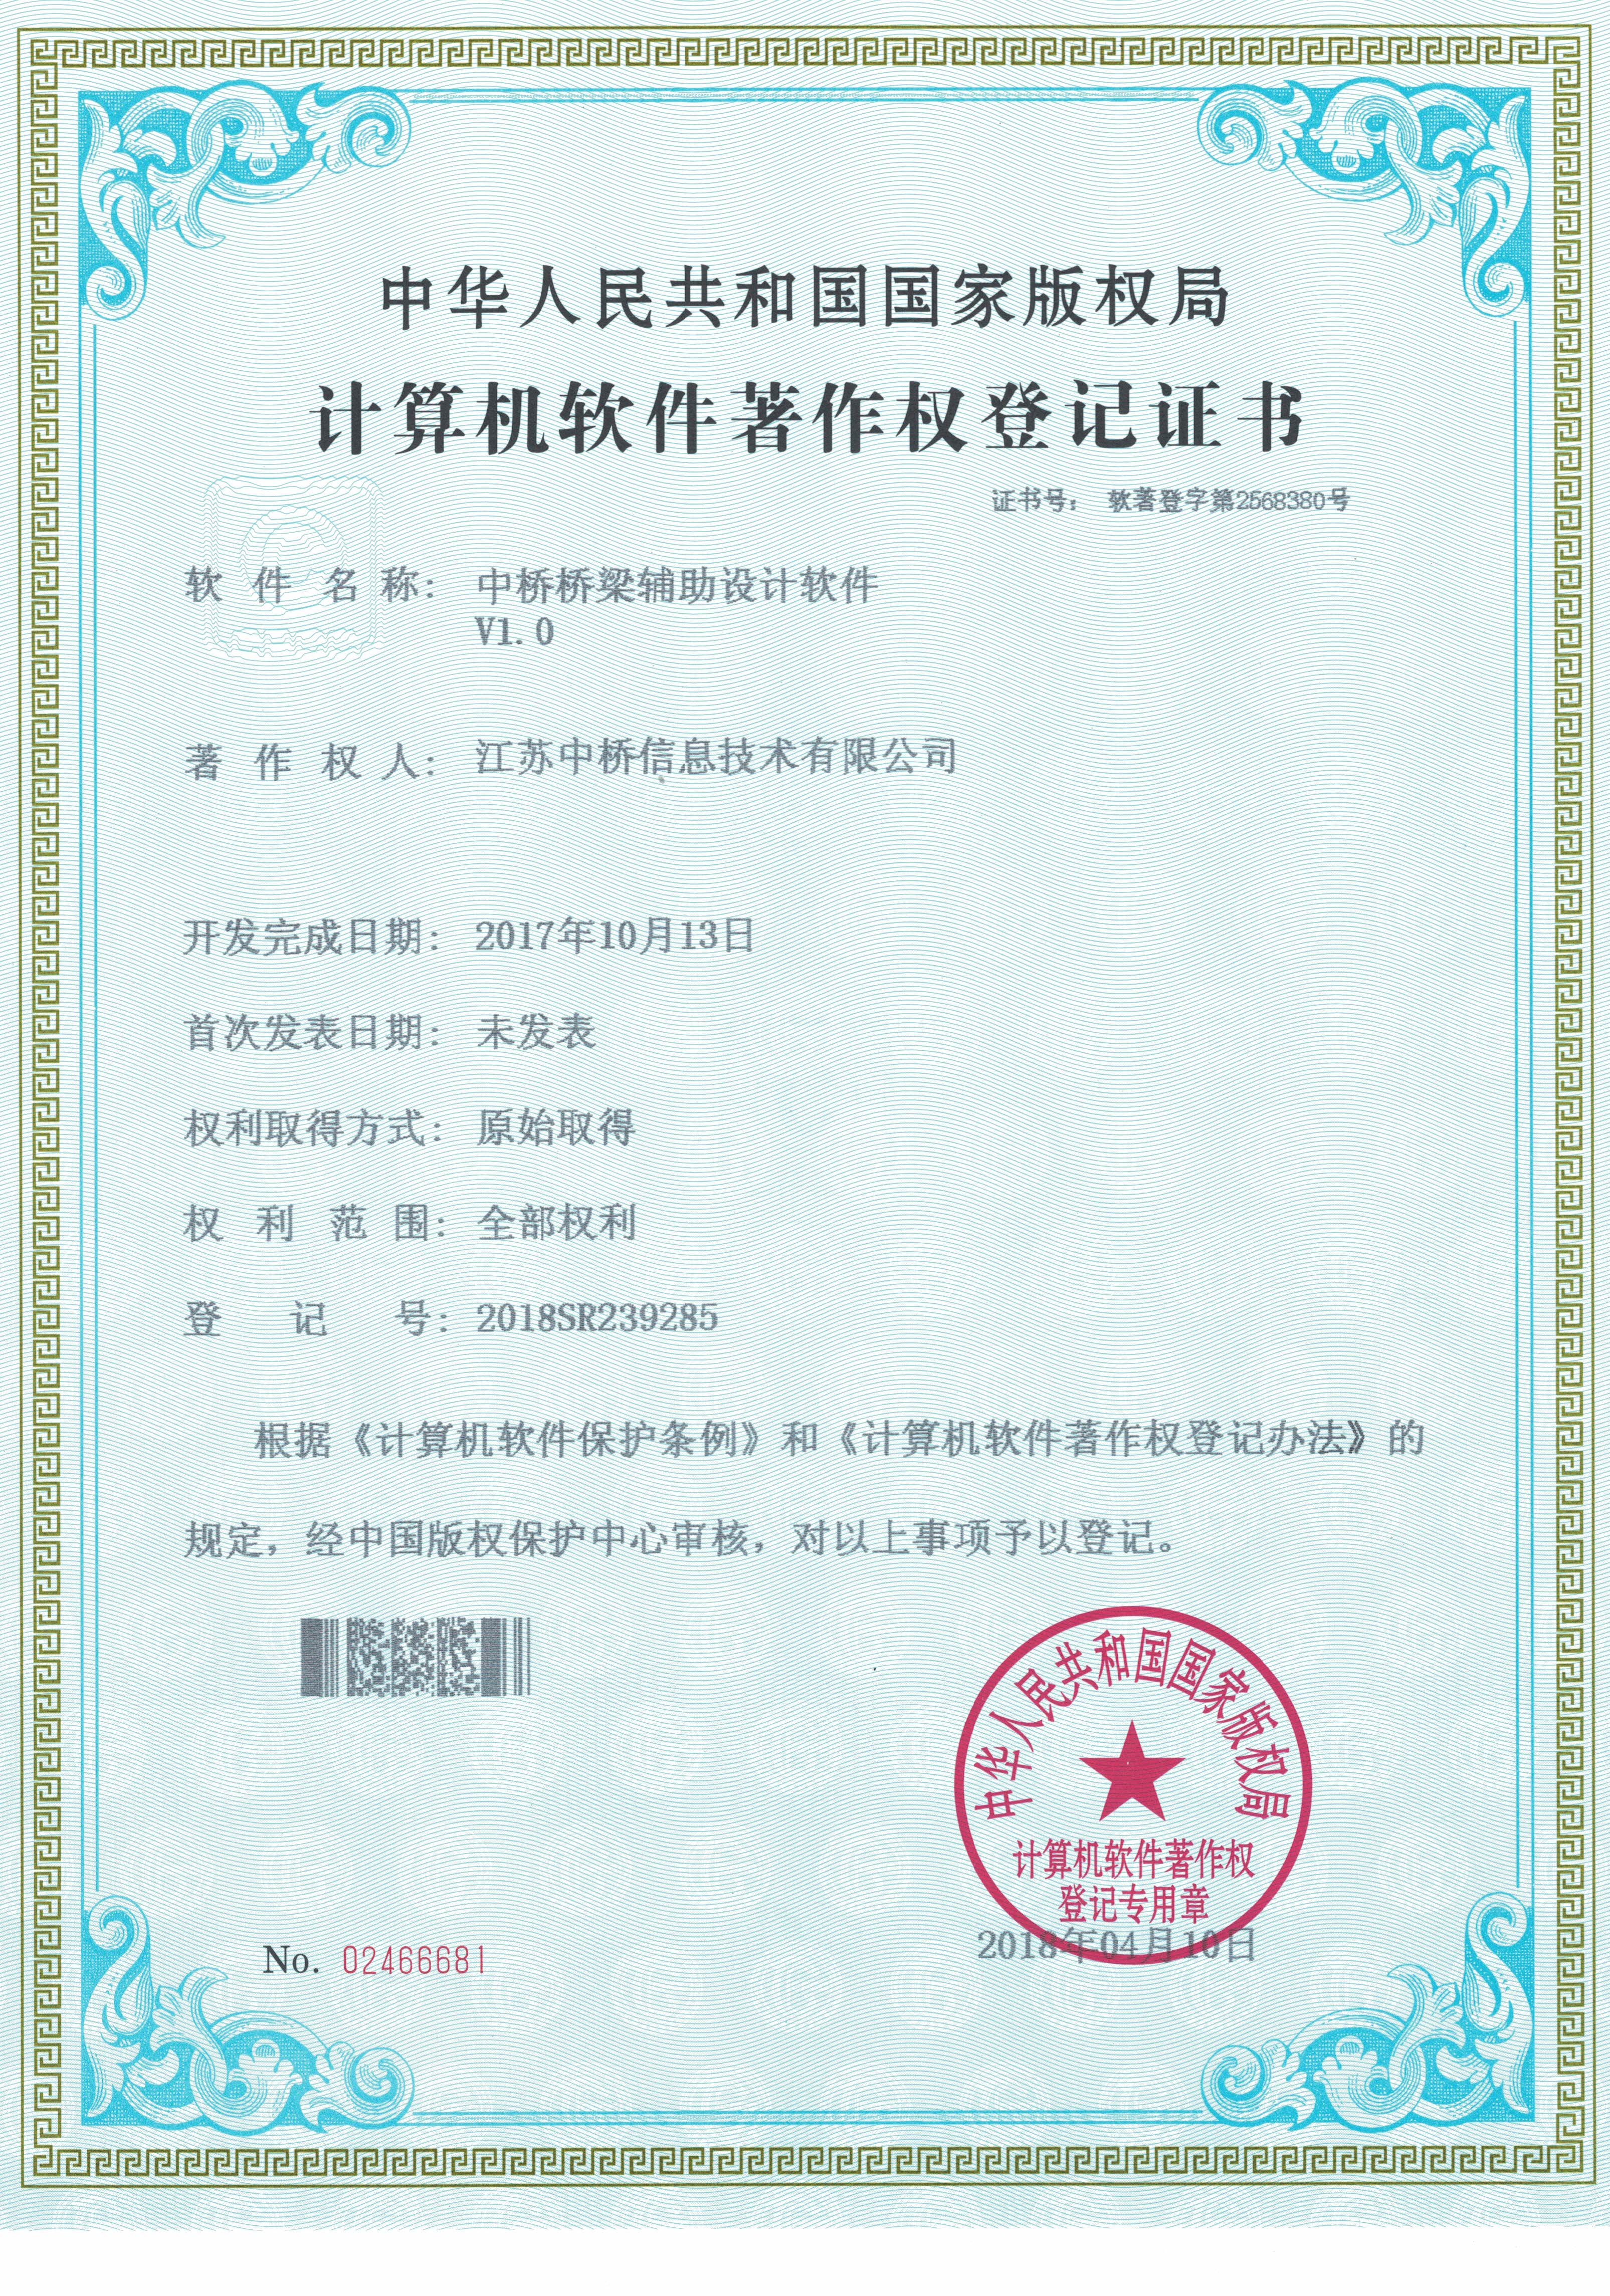 中华人民共和国国家版权局
计算机软件著作权登记证书
证书号： 软著登字第2568380号
软件名称： 中桥桥梁辅助设计软件
V1.0
著作权人： 江苏中桥信息技术有限公司
开发完成日期： 2017年10月13日
首次发表日期： 未发表
权利取得方式： 原始取得
权利范围： 全部权利
登记号： 2018SR239285
根据《计算机软件保护条例》和《计算机软件著作权登记办法》的
规定，经中国版权保护中心审核，对以上事项予以登记。
中华人民共和国国家版权局
计算机软件著作权
登记专用章
2018年04月10日
No. 02466681